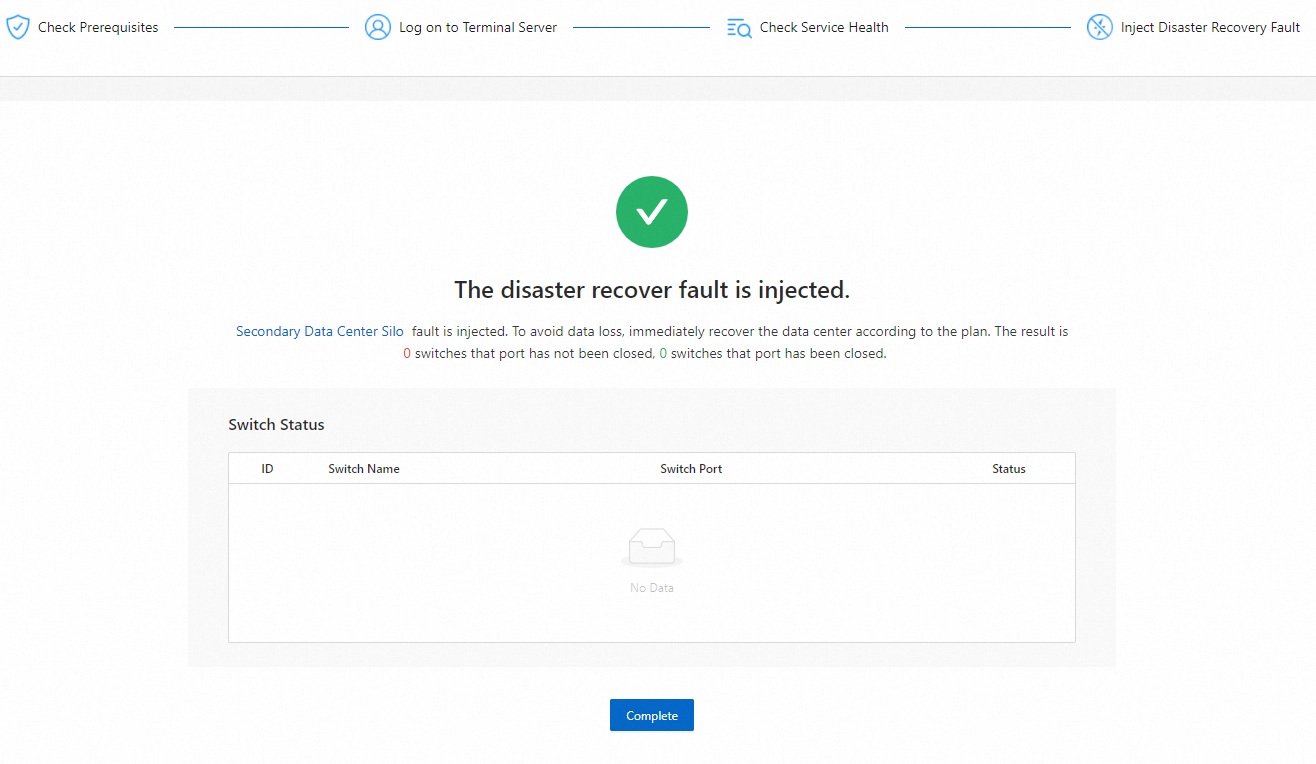 Check Prerequisites Log on to Terminal Server Check Service Health Inject Disaster Recovery Fault
The disaster recover fault is injected.
Secondary Data Center Silo fault is injected. To avoid data loss, immediately recover the data center according to the plan. The result is
0 switches that port has not been closed, 0 switches that port has been closed.
Switch Status
ID Switch Name Switch Port Status
No Data
Complete